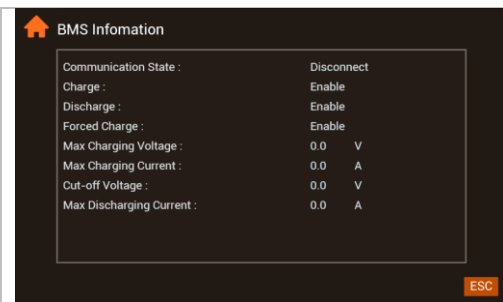 BMS Infomation
Communication State : Disconnect
Charge : Enable
Discharge : Enable
Forced Charge : Enable
Max Charging Voltage : 0.0 V
Max Charging Current : 0.0 A
Cut-off Voltage : 0.0 V
Max Discharging Current : 0.0 A
ESC